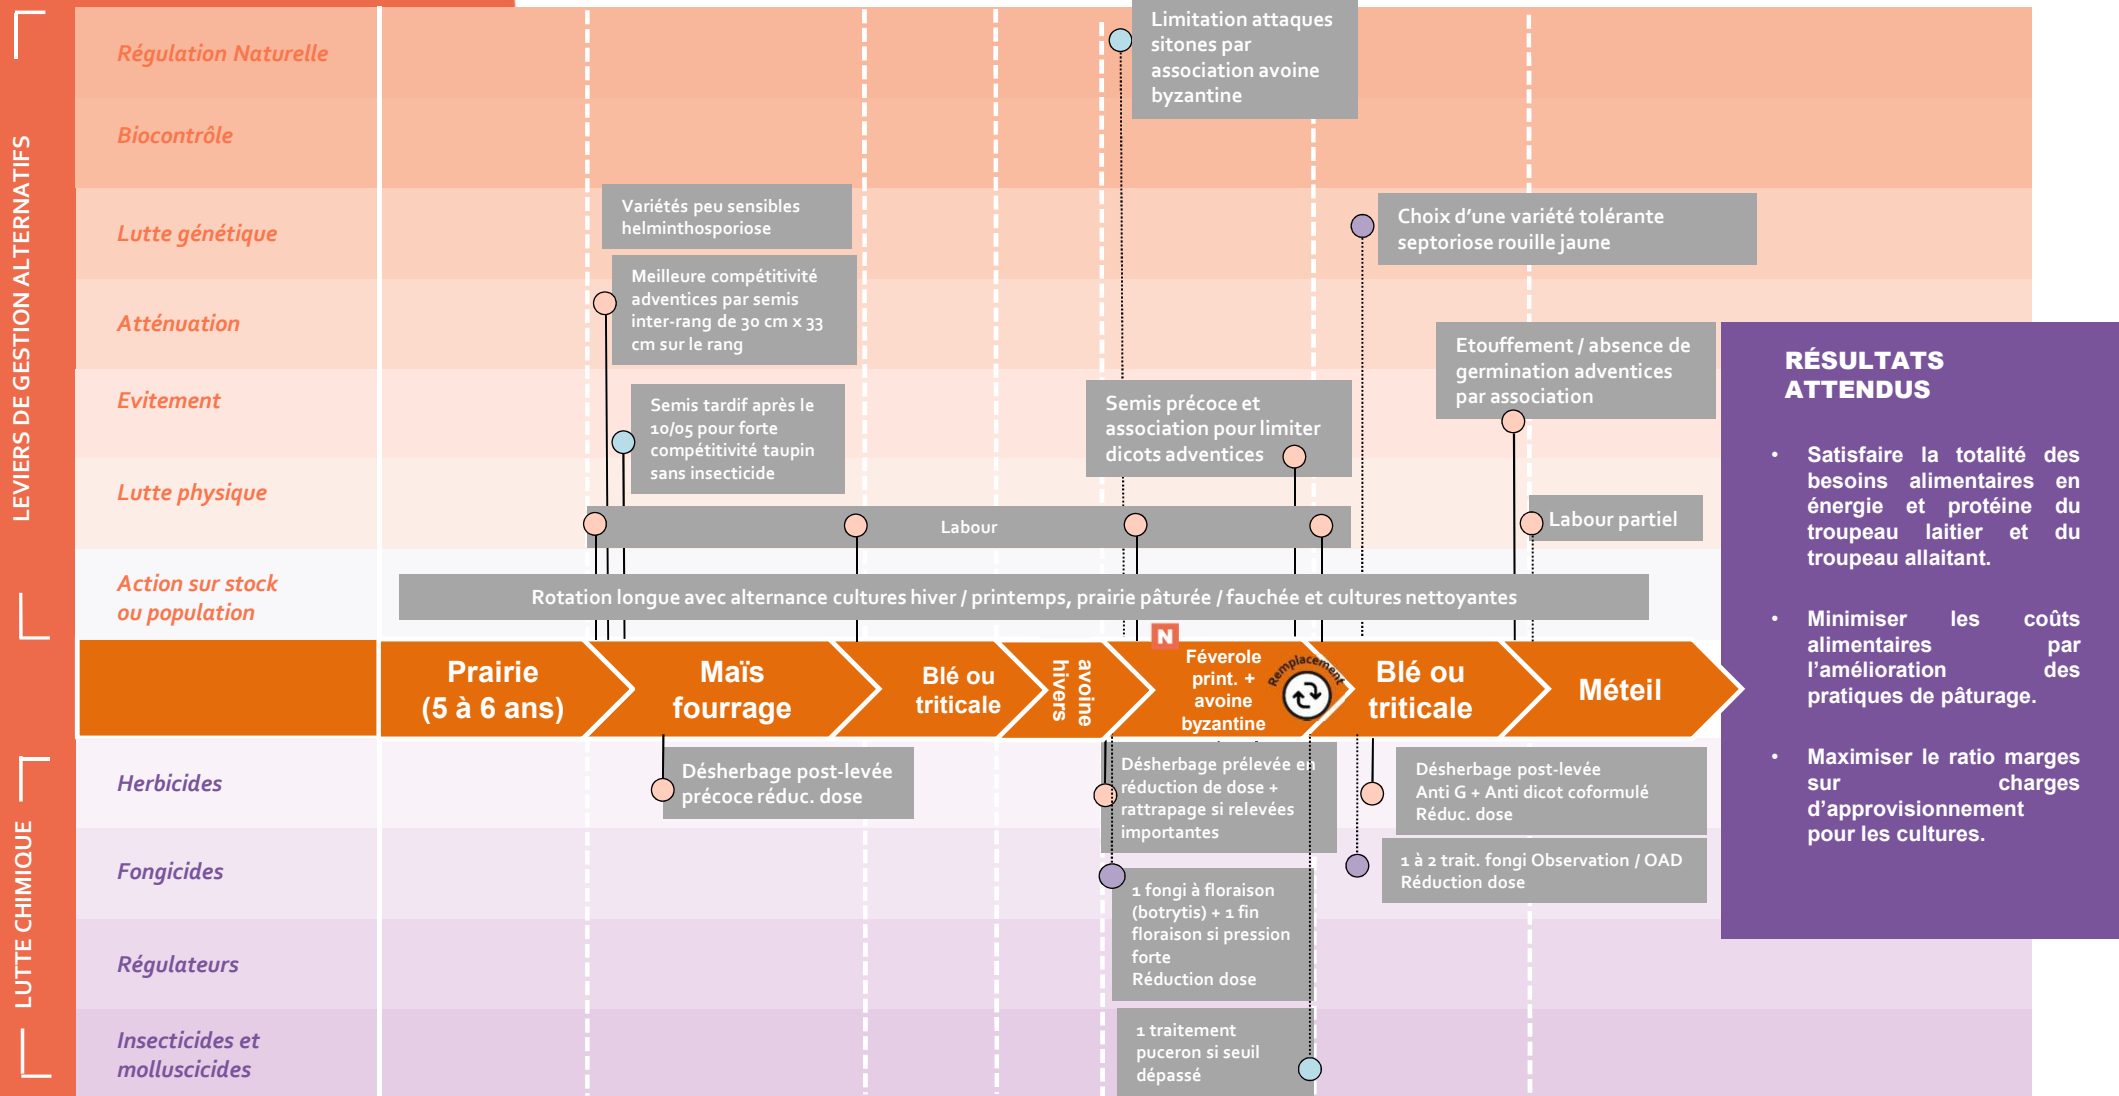 LEVIERS DE GESTION ALTERNATIFS
Régulation Naturelle
Biocontrôle
Lutte génétique
Atténuation
Evitement
Lutte physique
Action sur stock
ou population
Limitation attaques
sitones par
association avoine
byzantine
Variétés peu sensibles
helminthosporiose
Choix d'une variété tolérante
septoriose rouille jaune
Meilleure compétitivité
adventices par semis
inter-rang de 30 cm x 33
cm sur le rang
Etouffement / absence de
germination adventices
par association
Semis tardif après le
10/05 pour forte
compétitivité taupin
sans insecticide
Semis précoce et
association pour limiter
dicots adventices
Labour
Labour partiel
Rotation longue avec alternance cultures hiver / printemps, prairie pâturée / fauchée et cultures nettoyantes
Prairie
(5 à 6 ans)
Maïs
fourrage
Blé ou
triticale
avoine
hivers
N
Féverole
print. +
avoine
byzantine
Remplacement
Blé ou
triticale
Méteil
LUTTE CHIMIQUE
Herbicides
Fongicides
Régulateurs
Insecticides et
molluscicides
Désherbage post-levée
précoce réduc. dose
Désherbage prélevée en
réduction de dose +
rattrapage si relevées
importantes
Désherbage post-levée
Anti G + Anti dicot coformulé
Réduc. dose
1 à 2 trait. fongi Observation / OAD
Réduction dose
1 fongi à floraison
(botrytis) + 1 fin
floraison si pression
forte
Réduction dose
1 traitement
puceron si seuil
dépassé
RÉSULTATS
ATTENDUS
• Satisfaire la totalité des
besoins alimentaires en
énergie et protéine du
troupeau laitier et du
troupeau allaitant.
• Minimiser les coûts
alimentaires par
l'amélioration des
pratiques de pâturage.
• Maximiser le ratio marges
sur charges
d'approvisionnement
pour les cultures.